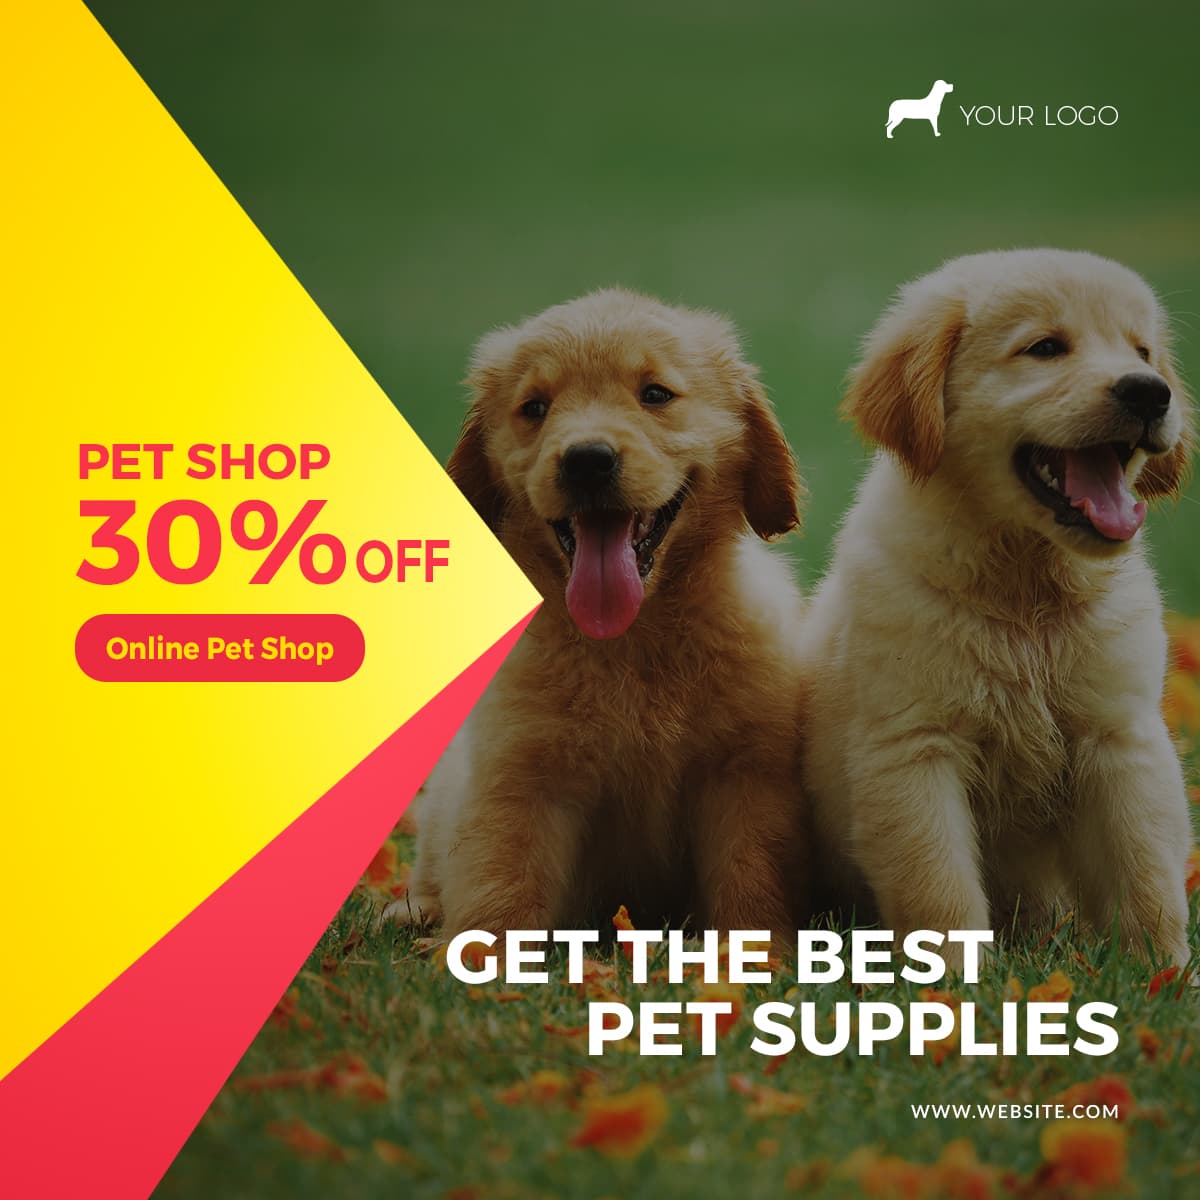 YOUR LOGO
PET SHOP
30% OFF
Online Pet Shop
GET THE BEST
PET SUPPLIES
WWW.WEBSITE.COM